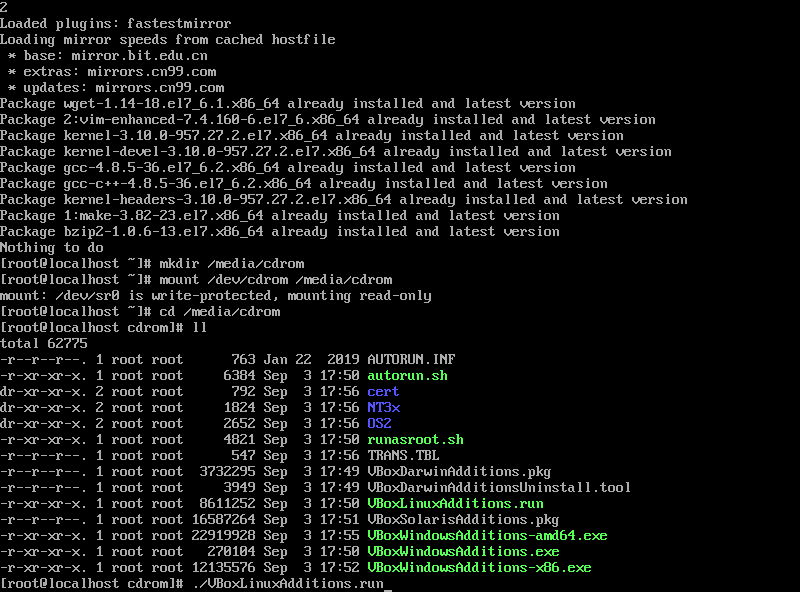 2
Loaded plugins: fastestmirror
Loading mirror speeds from cached hostfile
 * base: mirror.bit.edu.cn
 * extras: mirrors.cn99.com
 * updates: mirrors.cn99.com
Package wget-1.14-18.el7_6.1.x86_64 already installed and latest version
Package 2:vim-enhanced-7.4.160-6.el7_6.x86_64 already installed and latest version
Package kernel-3.10.0-957.27.2.el7.x86_64 already installed and latest version
Package kernel-devel-3.10.0-957.27.2.el7.x86_64 already installed and latest version
Package gcc-4.8.5-36.el7_6.2.x86_64 already installed and latest version
Package gcc-c++-4.8.5-36.el7_6.2.x86_64 already installed and latest version
Package kernel-headers-3.10.0-957.27.2.el7.x86_64 already installed and latest version
Package 1:make-3.82-23.el7.x86_64 already installed and latest version
Package bzip2-1.0.6-13.el7.x86_64 already installed and latest version
Nothing to do
[root@localhost ~]# mkdir /media/cdrom
[root@localhost ~]# mount /dev/cdrom /media/cdrom
mount: /dev/sr0 is write-protected, mounting read-only
[root@localhost ~]# cd /media/cdrom
[root@localhost cdrom]# ll
total 62775
-r--r--r--. 1 root root      763 Jan 22  2019 AUTORUN.INF
-r-xr-xr-x. 1 root root     6384 Sep  3 17:50 autorun.sh
dr-xr-xr-x. 2 root root      792 Sep  3 17:56 cert
dr-xr-xr-x. 2 root root     1824 Sep  3 17:56 NT3x
dr-xr-xr-x. 2 root root     2652 Sep  3 17:56 OS2
-r-xr-xr-x. 1 root root     4821 Sep  3 17:50 runasroot.sh
-r--r--r--. 1 root root      547 Sep  3 17:56 TRANS.TBL
-r--r--r--. 1 root root  3732295 Sep  3 17:49 VBoxDarwinAdditions.pkg
-r-xr-xr-x. 1 root root     3949 Sep  3 17:49 VBoxDarwinAdditionsUninstall.tool
-r-xr-xr-x. 1 root root  8611252 Sep  3 17:50 VBoxLinuxAdditions.run
-r--r--r--. 1 root root 16587264 Sep  3 17:51 VBoxSolarisAdditions.pkg
-r-xr-xr-x. 1 root root 22919928 Sep  3 17:55 VBoxWindowsAdditions-amd64.exe
-r-xr-xr-x. 1 root root   270104 Sep  3 17:50 VBoxWindowsAdditions.exe
-r-xr-xr-x. 1 root root 12135576 Sep  3 17:52 VBoxWindowsAdditions-x86.exe
[root@localhost cdrom]# ./VBoxLinuxAdditions.run